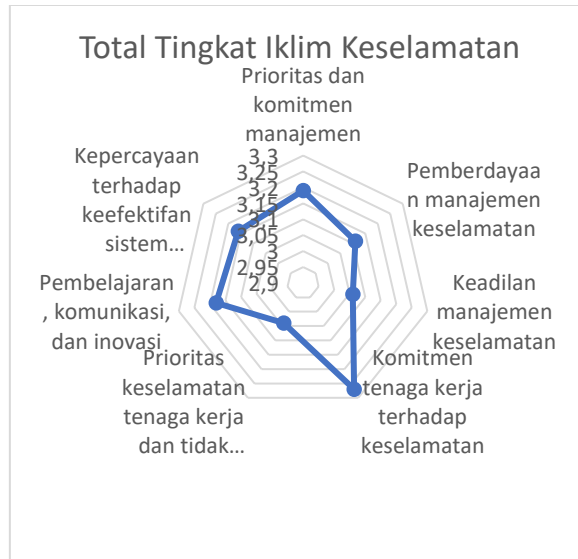 Total Tingkat Iklim Keselamatan
Prioritas dan
komitmen
manajemen
3,3
3,25
3,2
3,15
3,1
3,05
3
2,95
2,9
Pemberdayaa
n manajemen
keselamatan
Keadilan
manajemen
keselamatan
Komitmen
tenaga kerja
terhadap
keselamatan
Prioritas
keselamatan
tenaga kerja
dan tidak...
Pembelajaran
, komunikasi,
dan inovasi
Kepercayaan
terhadap
keefektifan
sistem...